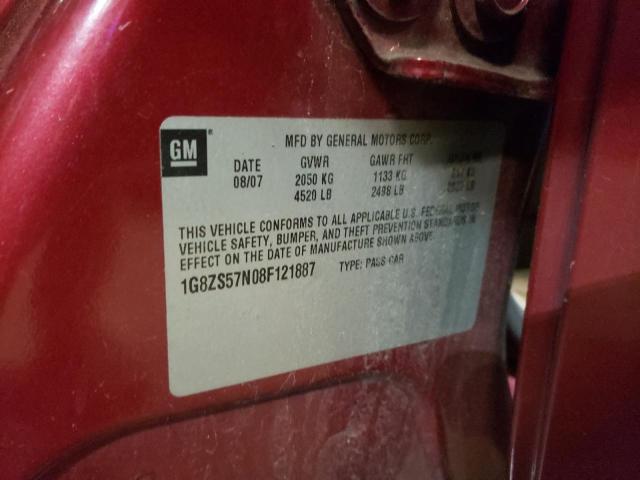 GM ®
MFD BY GENERAL MOTORS CORP.
DATE GVWR GAWR FRT
08/07 2050 KG 1133 KG
4520 LB 2498 LB
THIS VEHICLE CONFORMS TO ALL APPLICABLE U.S. FEDERAL MOTOR
VEHICLE SAFETY, BUMPER, AND THEFT PREVENTION STANDARDS IN
EFFECT ON THE DATE OF MANUFACTURE SHOWN ABOVE.
1G8ZS57N08F121887 TYPE: PASS CAR